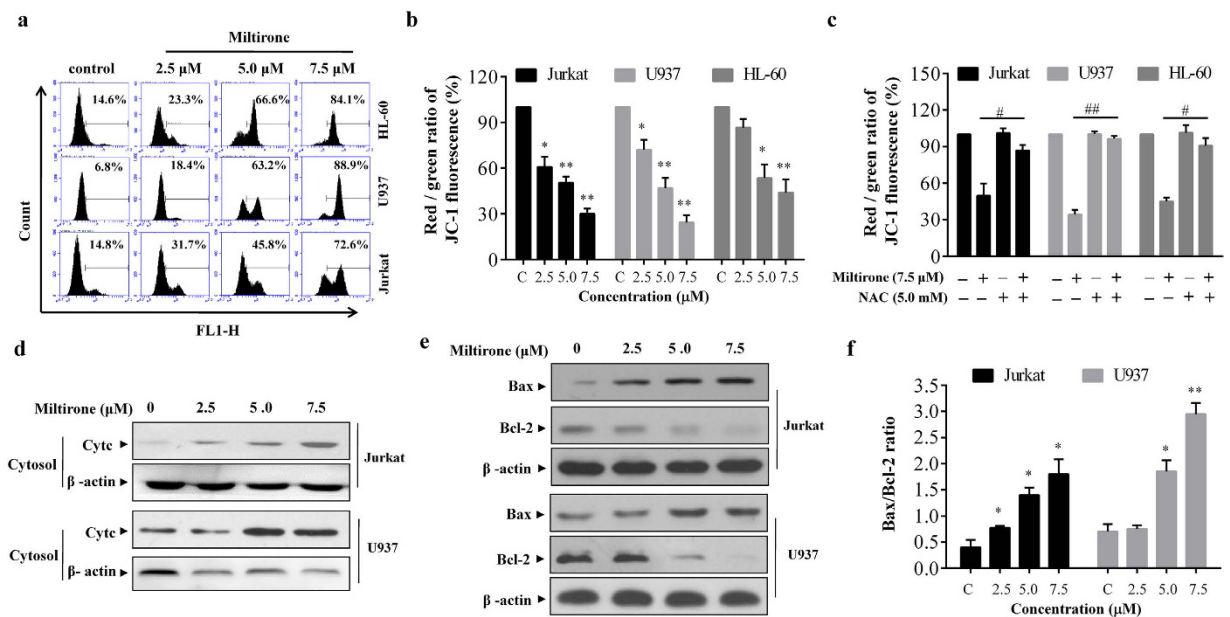 a
Miltirone
control 2.5 μM 5.0 μM 7.5 μM
14.6% 23.3% 66.6% 84.1% HL-60
6.8% 18.4% 63.2% 88.9% U937
14.8% 31.7% 45.8% 72.6% Jurkat
Count
FL1-H
b
Jurkat U937 HL-60
Red / green ratio of
JC-1 fluorescence (%)
120
90
60
30
0
* ** ** * ** ** * **
C 2.5 5.0 7.5 C 2.5 5.0 7.5 C 2.5 5.0 7.5
Concentration (μM)
c
Jurkat U937 HL-60
Red / green ratio of
JC-1 fluorescence (%)
150
120
90
60
30
0
# ## #
Miltirone (7.5 μM) – + – + – + – + – + – +
NAC (5.0 mM) – – + + – – + + – – + +
d
Miltirone (μM) 0 2.5 5 .0 7.5
Cytosol
Cytc
β -actin
Jurkat
Cytosol
Cytc
β- actin
U937
e
Miltirone (μM) 0 2.5 5 .0 7.5
Bax
Bcl-2
β -actin
Jurkat
Bax
Bcl-2
β -actin
U937
f
Jurkat U937
Bax/Bcl-2 ratio
3.5
3.0
2.5
2.0
1.5
1.0
0.5
0.0
* * * * **
C 2.5 5.0 7.5 C 2.5 5.0 7.5
Concentration (μM)